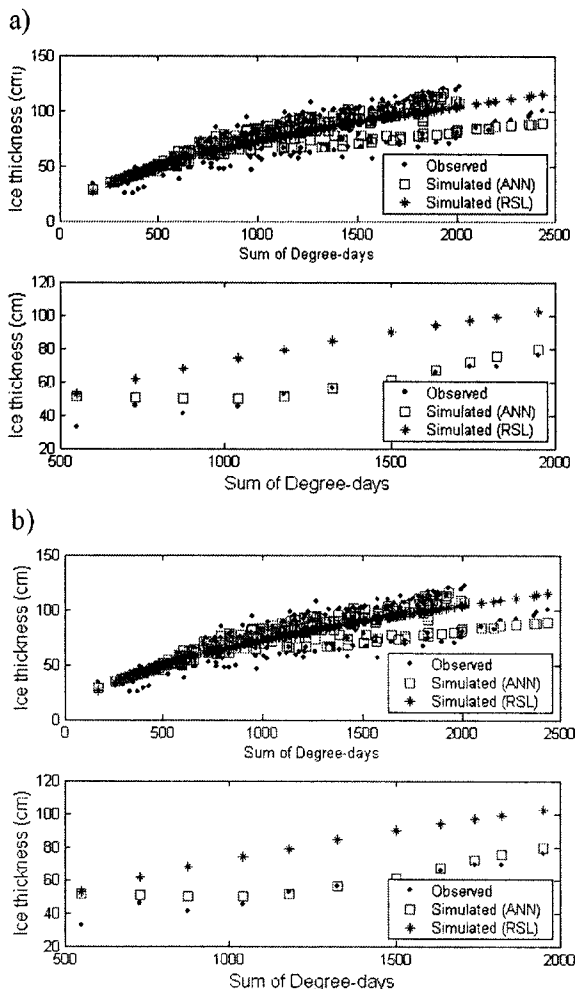 a)
150
100
50
0
Ice thickness (cm)
Observed
Simulated (ANN)
Simulated (RSL)
0 500 1000 1500 2000 2500
Sum of Degree-days
120
100
80
60
40
20
Ice thickness (cm)
Observed
Simulated (ANN)
Simulated (RSL)
500 1000 1500 2000
Sum of Degree-days
b)
150
100
50
0
Ice thickness (cm)
Observed
Simulated (ANN)
Simulated (RSL)
0 500 1000 1500 2000 2500
Sum of Degree-days
120
100
80
60
40
20
Ice thickness (cm)
Observed
Simulated (ANN)
Simulated (RSL)
500 1000 1500 2000
Sum of Degree-days